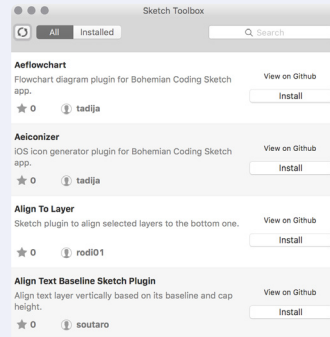 Sketch Toolbox
All Installed Search
Aeflowchart
Flowchart diagram plugin for Bohemian Coding Sketch
app.
View on Github
Install
0 tadija
Aeiconizer
iOS icon generator plugin for Bohemian Coding Sketch
app.
View on Github
Install
0 tadija
Align To Layer
Sketch plugin to align selected layers to the bottom one.
View on Github
Install
0 rodi01
Align Text Baseline Sketch Plugin
Align text layer vertically based on its baseline and cap
height.
View on Github
Install
0 soutaro